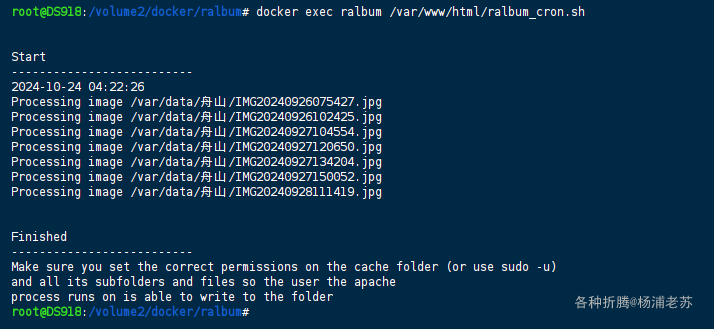 root@DS918:/volume2/docker/ralbum# docker exec ralbum /var/www/html/ralbum_cron.sh
Start
--------------------------
2024-10-24 04:22:26
Processing image /var/data/舟山/IMG20240926075427.jpg
Processing image /var/data/舟山/IMG20240926102425.jpg
Processing image /var/data/舟山/IMG20240927104554.jpg
Processing image /var/data/舟山/IMG20240927120650.jpg
Processing image /var/data/舟山/IMG20240927134204.jpg
Processing image /var/data/舟山/IMG20240927150052.jpg
Processing image /var/data/舟山/IMG20240928111419.jpg
Finished
--------------------------
Make sure you set the correct permissions on the cache folder (or use sudo -u)
and all its subfolders and files so the user the apache
process runs on is able to write to the folder
root@DS918:/volume2/docker/ralbum#
各种折腾@杨浦老苏